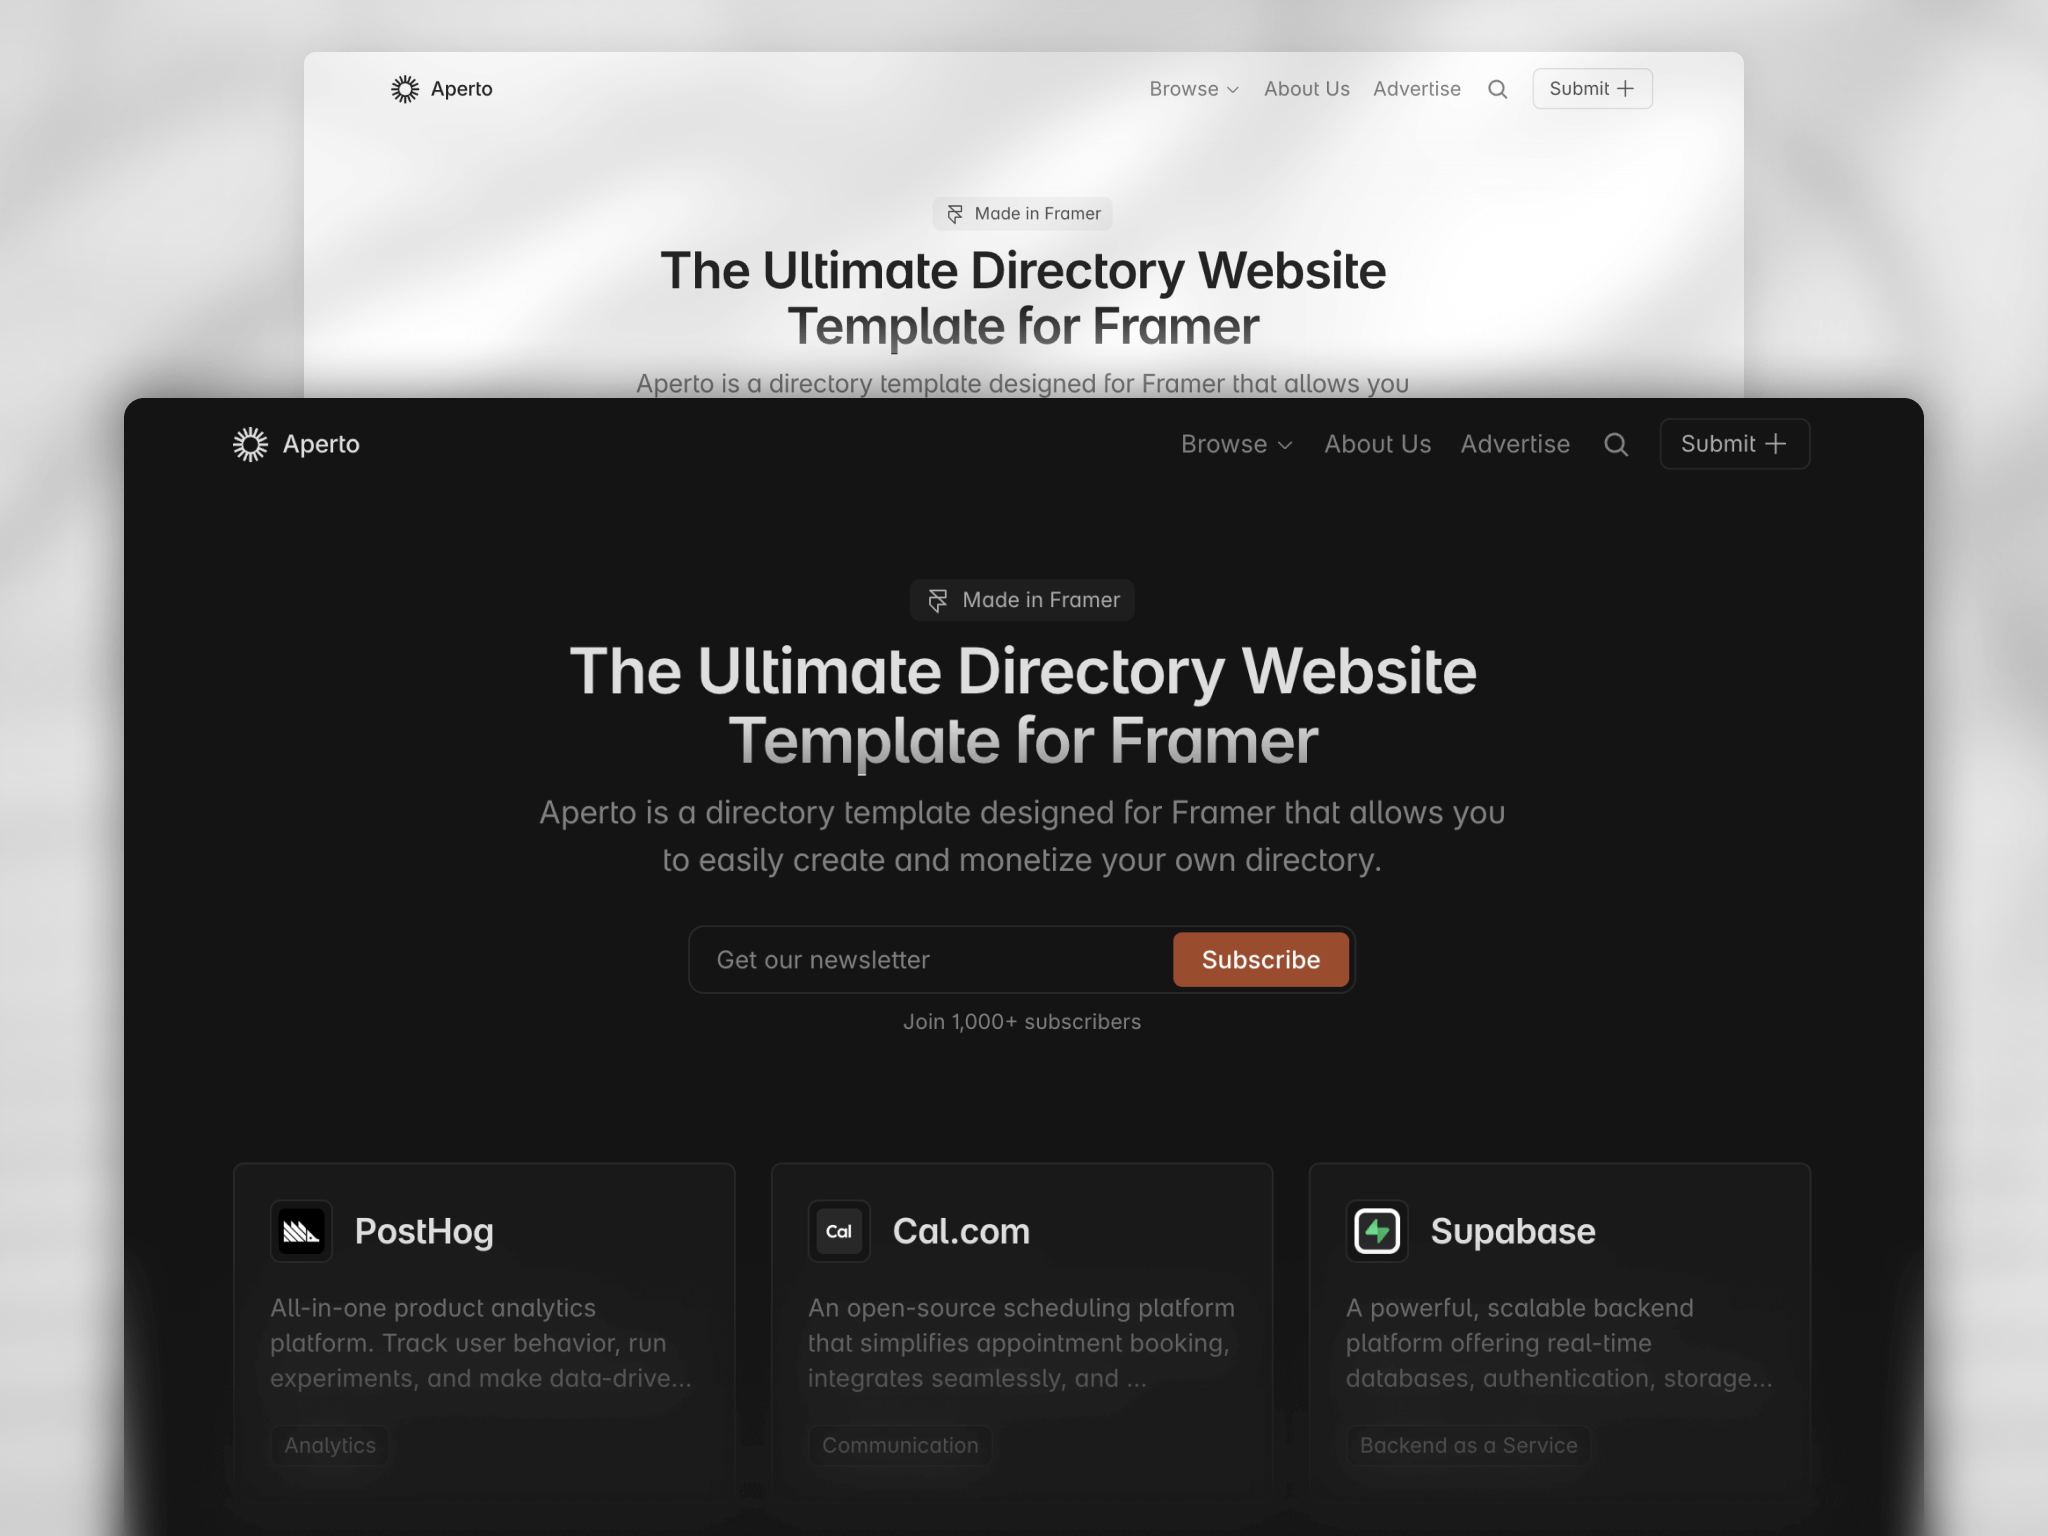 Aperto
Browse
About Us
Advertise
Submit
Made in Framer
The Ultimate Directory Website
Template for Framer
Aperto is a directory template designed for Framer that allows you
Aperto
Browse
About Us
Advertise
Submit
Made in Framer
The Ultimate Directory Website
Template for Framer
Aperto is a directory template designed for Framer that allows you
to easily create and monetize your own directory.
Get our newsletter
Subscribe
Join 1,000+ subscribers
PostHog
All-in-one product analytics
platform. Track user behavior, run
experiments, and make data-drive...
Analytics
Cal
Cal.com
An open-source scheduling platform
that simplifies appointment booking,
integrates seamlessly, and ...
Communication
Supabase
A powerful, scalable backend
platform offering real-time
databases, authentication, storage...
Backend as a Service